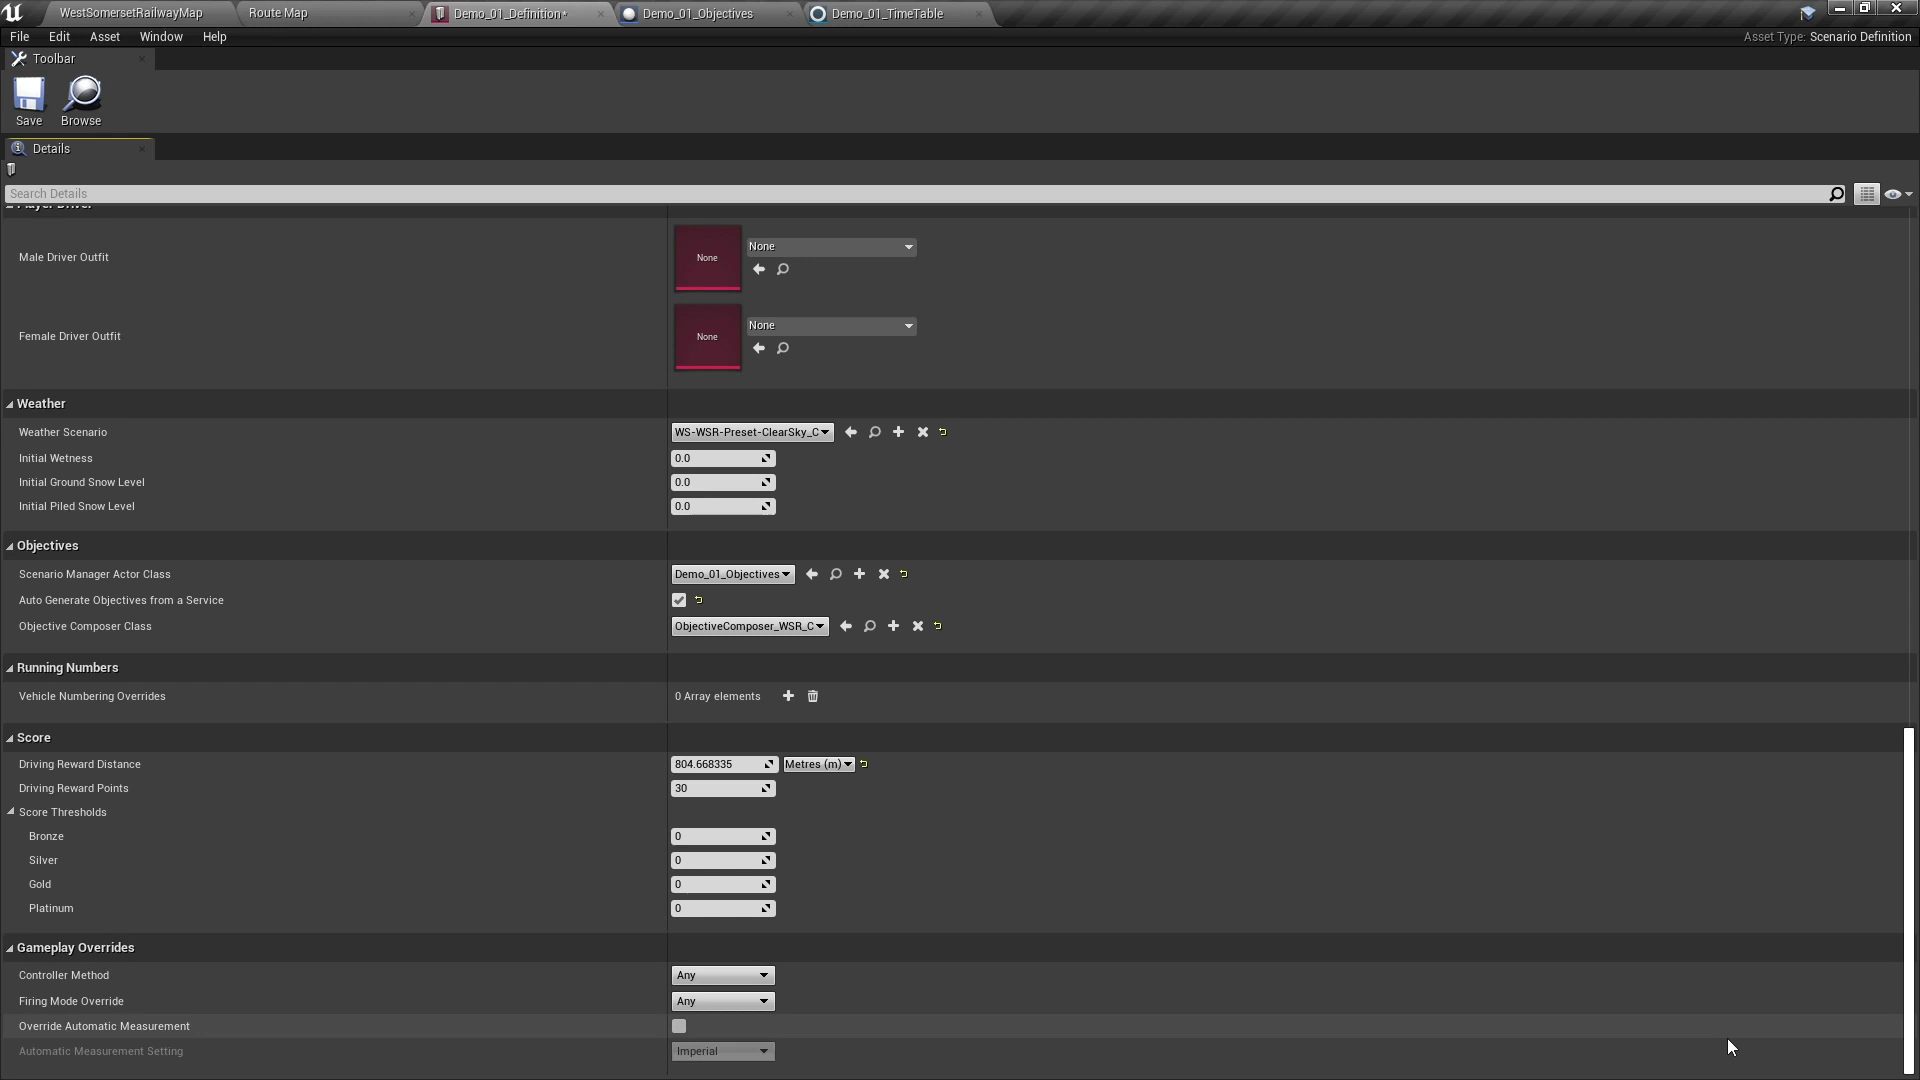 WestSomersetRailwayMap
Route Map
Demo_01_Definition*
Demo_01_Objectives
Demo_01_TimeTable
File Edit Asset Window Help
Asset Type: Scenario Definition
Toolbar
Save Browse
Details
Search Details
Player Driver
Male Driver Outfit
None
None
Female Driver Outfit
None
None
Weather
Weather Scenario WS-WSR-Preset-ClearSky_C
Initial Wetness 0.0
Initial Ground Snow Level 0.0
Initial Piled Snow Level 0.0
Objectives
Scenario Manager Actor Class Demo_01_Objectives
Auto Generate Objectives from a Service
Objective Composer Class ObjectiveComposer_WSR_C
Running Numbers
Vehicle Numbering Overrides 0 Array elements
Score
Driving Reward Distance 804.668335 Metres (m)
Driving Reward Points 30
Score Thresholds
Bronze 0
Silver 0
Gold 0
Platinum 0
Gameplay Overrides
Controller Method Any
Firing Mode Override Any
Override Automatic Measurement
Automatic Measurement Setting Imperial